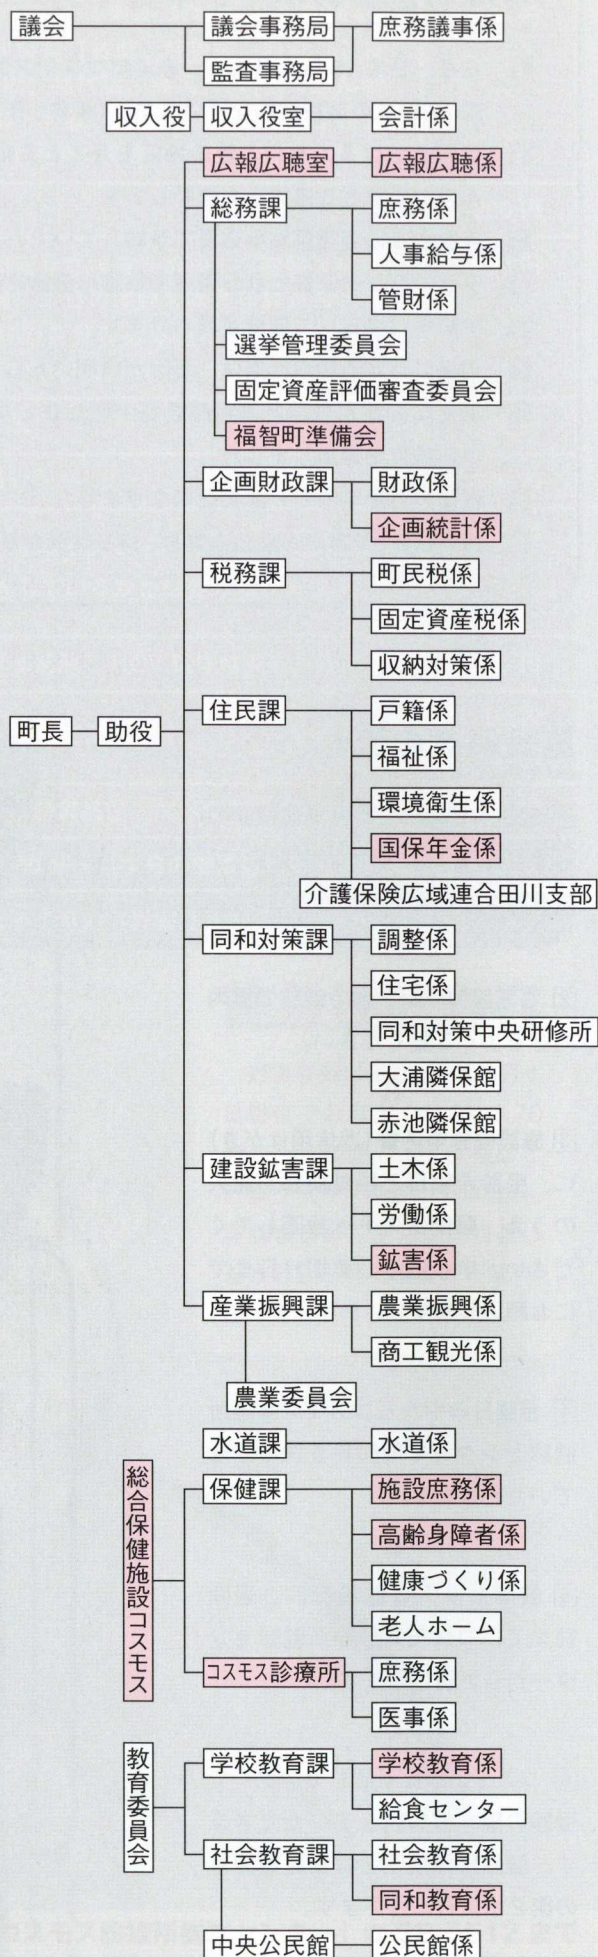 議会
議会事務局
庶務議事係
監査事務局
収入役
収入役室
会計係
広報広聴室
広報広聴係
総務課
庶務係
人事給与係
管財係
選挙管理委員会
固定資産評価審査委員会
福智町準備会
企画財政課
財政係
企画統計係
税務課
町民税係
固定資産税係
収納対策係
町長
助役
住民課
戸籍係
福祉係
環境衛生係
国保年金係
介護保険広域連合田川支部
同和対策課
調整係
住宅係
同和対策中央研修所
大浦隣保館
赤池隣保館
建設鉱害課
土木係
労働係
鉱害係
産業振興課
農業振興係
商工観光係
農業委員会
水道課
水道係
総合保健施設コスモス
保健課
施設庶務係
高齢身障者係
健康づくり係
老人ホーム
コスモス診療所
庶務係
医事係
教育委員会
学校教育課
学校教育係
給食センター
社会教育課
社会教育係
同和教育係
中央公民館
公民館係